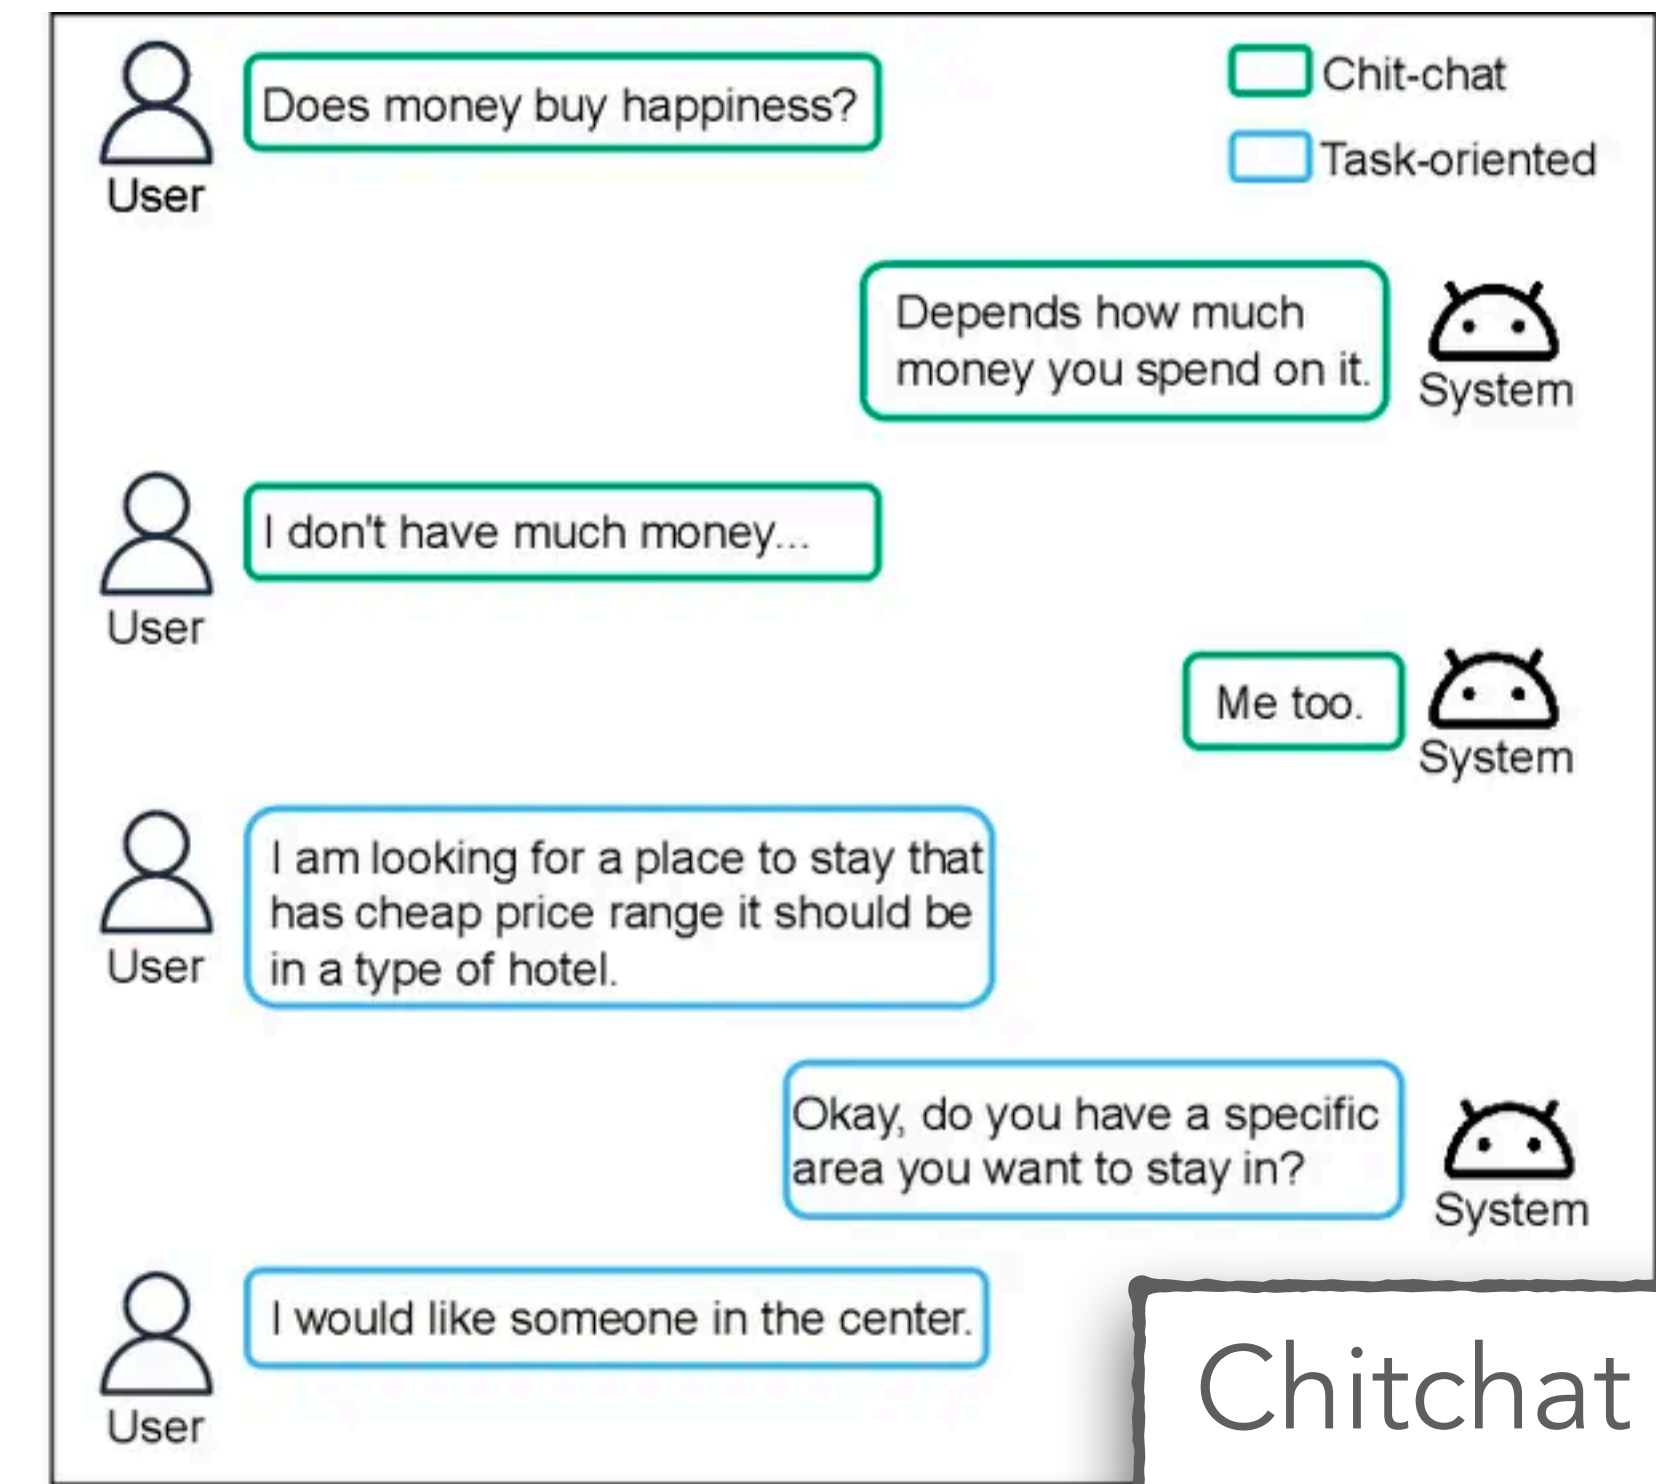 Does money buy happiness?
User
Chit-chat
Task-oriented
Depends how much
money you spend on it.
System
I don't have much money...
User
Me too.
System
I am looking for a place to stay that
has cheap price range it should be
in a type of hotel.
User
Okay, do you have a specific
area you want to stay in?
System
I would like someone in the center.
User
Chitchat